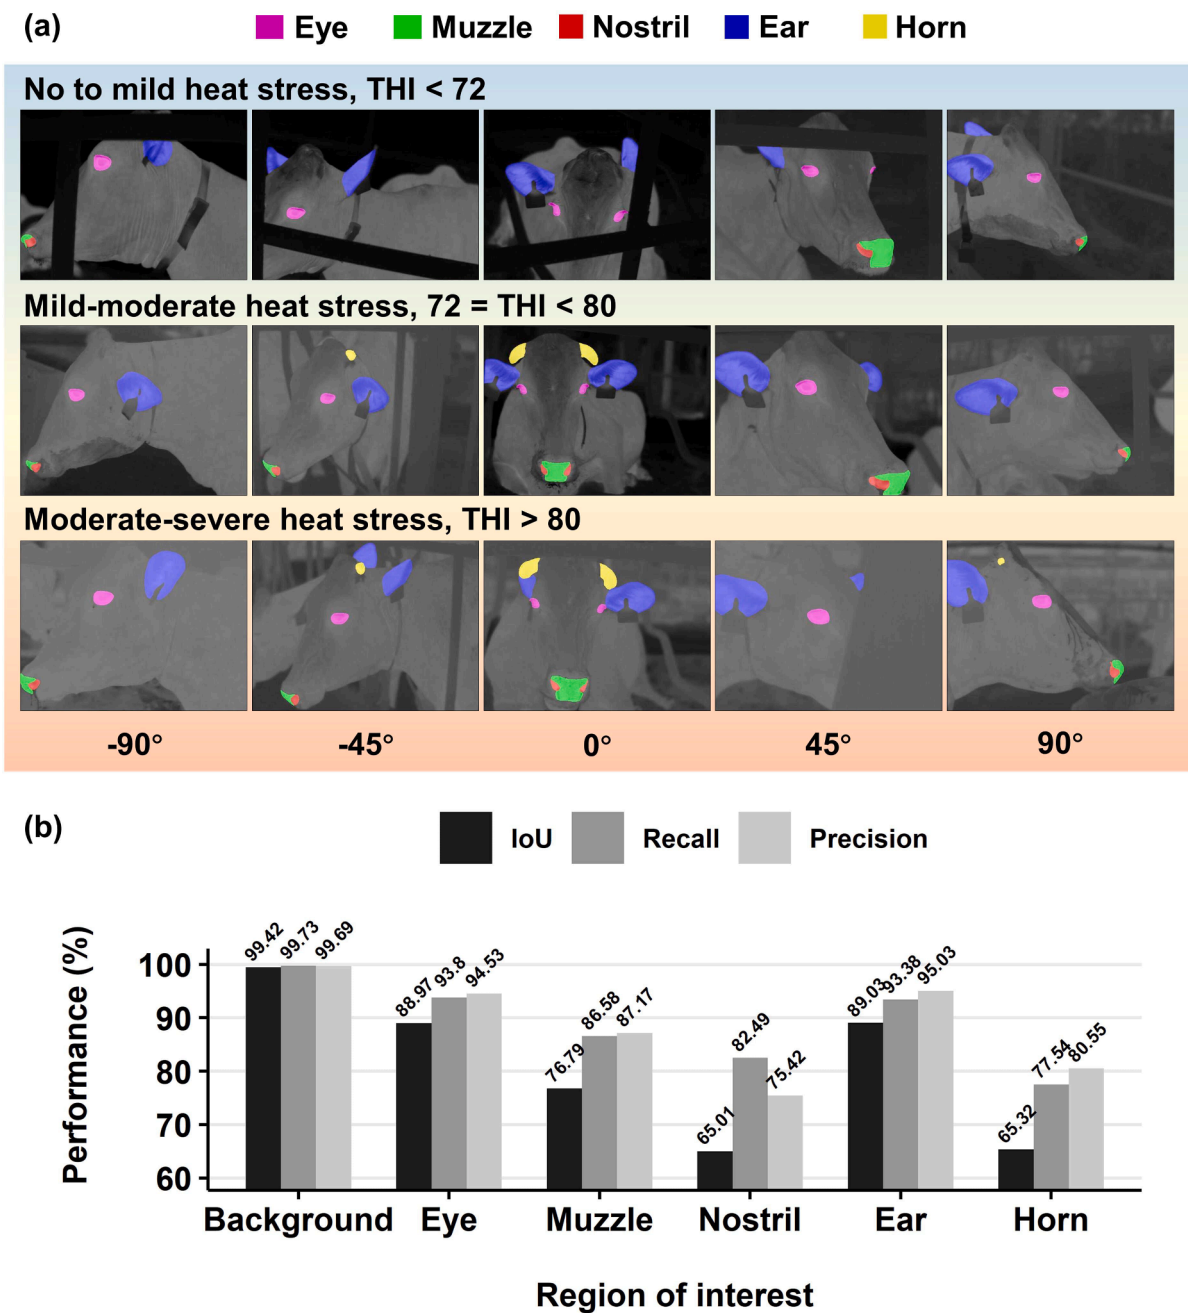 (a) Eye Muzzle Nostril Ear Horn
No to mild heat stress, THI < 72
Mild-moderate heat stress, 72 = THI < 80
Moderate-severe heat stress, THI > 80
-90° -45° 0° 45° 90°
(b)
IoU Recall Precision
Performance (%)
100
90
80
70
60
99.42 99.73 99.69
88.97 93.8 94.53
76.79 86.58 87.17
65.01 82.49 75.42
89.03 93.38 95.03
65.32 77.54 80.55
Background Eye Muzzle Nostril Ear Horn
Region of interest